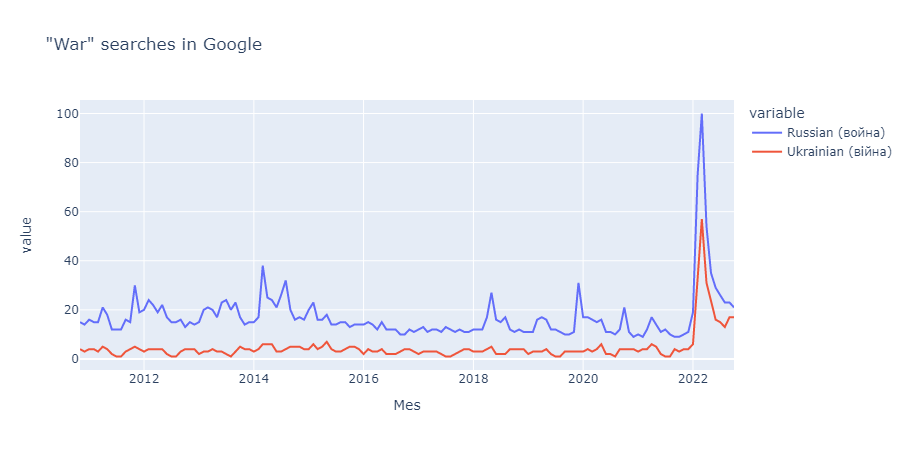 "War" searches in Google
variable
Russian (война)
Ukrainian (війна)
value
100
80
60
40
20
0
2012
2014
2016
2018
2020
2022
Mes